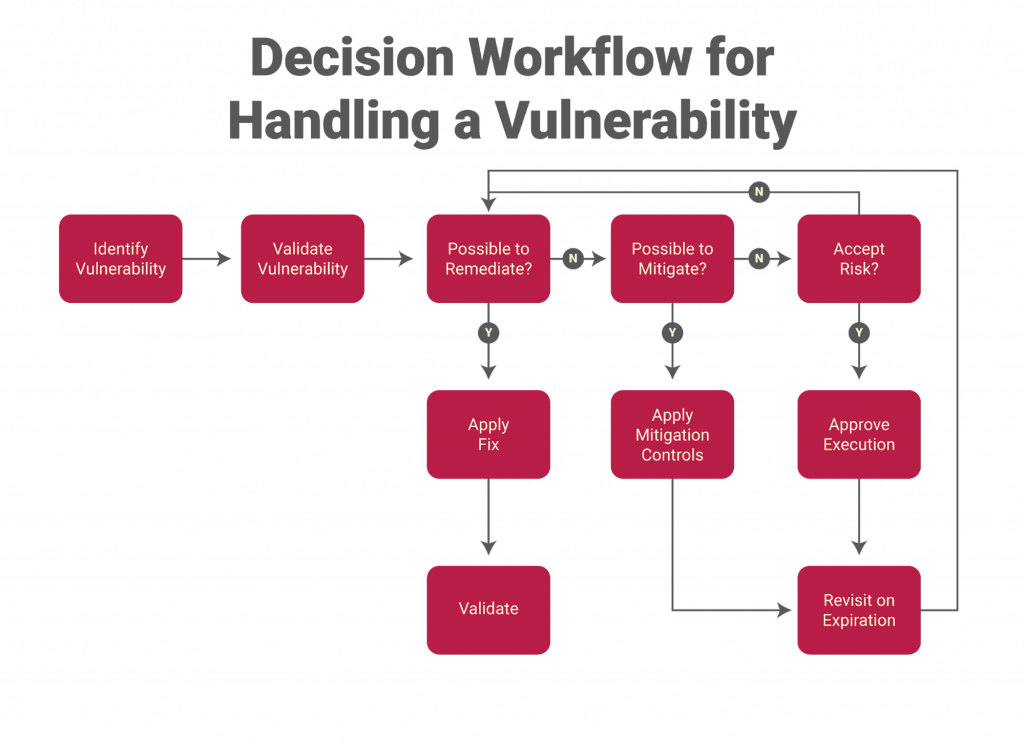 Decision Workflow for
Handling a Vulnerability
N
Identify
Vulnerability
Validate
Vulnerability
Possible to
Remediate?
N
Possible to
Mitigate?
N
Accept
Risk?
Y
Y
Y
Apply
Fix
Apply
Mitigation
Controls
Approve
Execution
Validate
Revisit on
Expiration